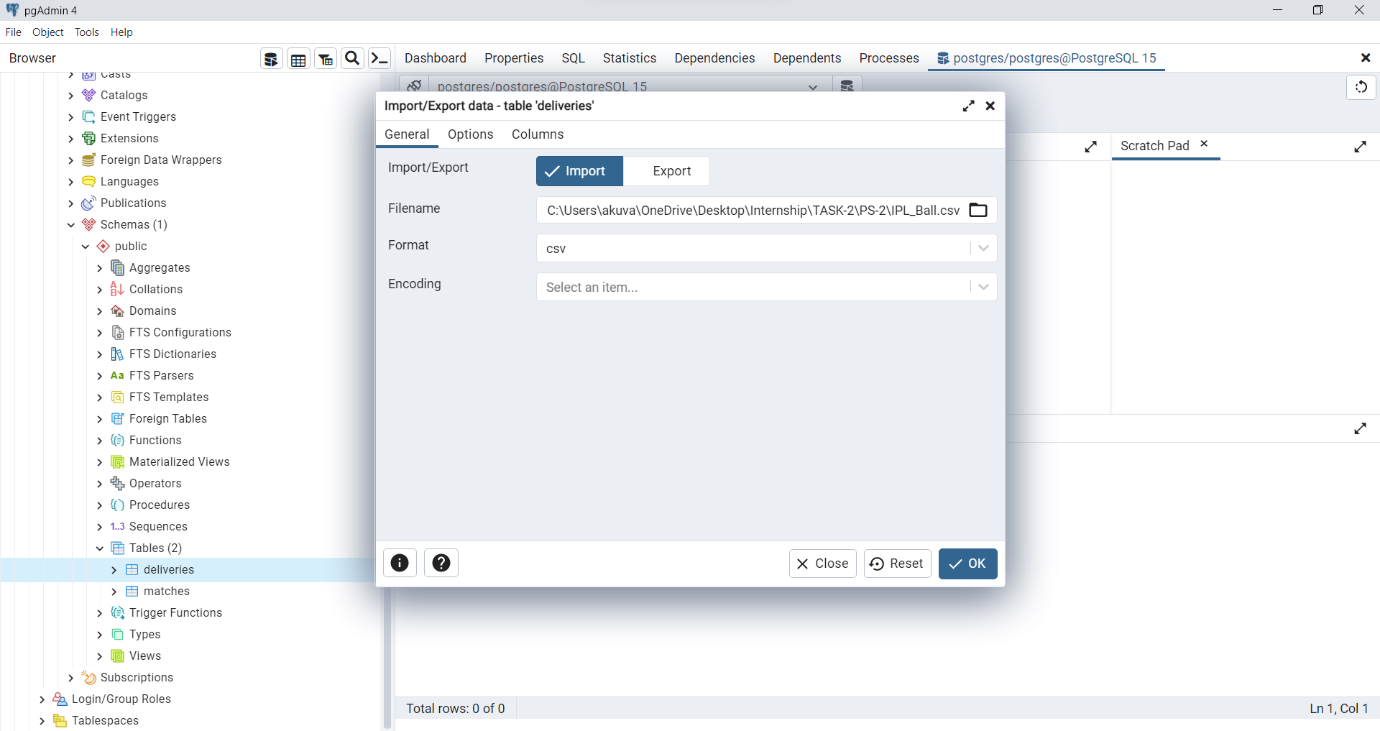 pgAdmin 4
File Object Tools Help
Browser
Dashboard Properties SQL Statistics Dependencies Dependents Processes postgres/postgres@PostgreSQL 15
postgres/postgres@PostgreSQL 15
Casts
Catalogs
Event Triggers
Extensions
Foreign Data Wrappers
Languages
Publications
Schemas (1)
public
Aggregates
Collations
Domains
FTS Configurations
FTS Dictionaries
Aa FTS Parsers
FTS Templates
Foreign Tables
Functions
Materialized Views
Operators
Procedures
1..3 Sequences
Tables (2)
deliveries
matches
Trigger Functions
Types
Views
Subscriptions
Login/Group Roles
Tablespaces
Import/Export data - table 'deliveries'
General Options Columns
Import/Export Import Export
Filename C:\Users\akuva\OneDrive\Desktop\Internship\TASK-2\PS-2\IPL_Ball.csv
Format csv
Encoding Select an item...
Close Reset OK
Scratch Pad
Total rows: 0 of 0
Ln 1, Col 1